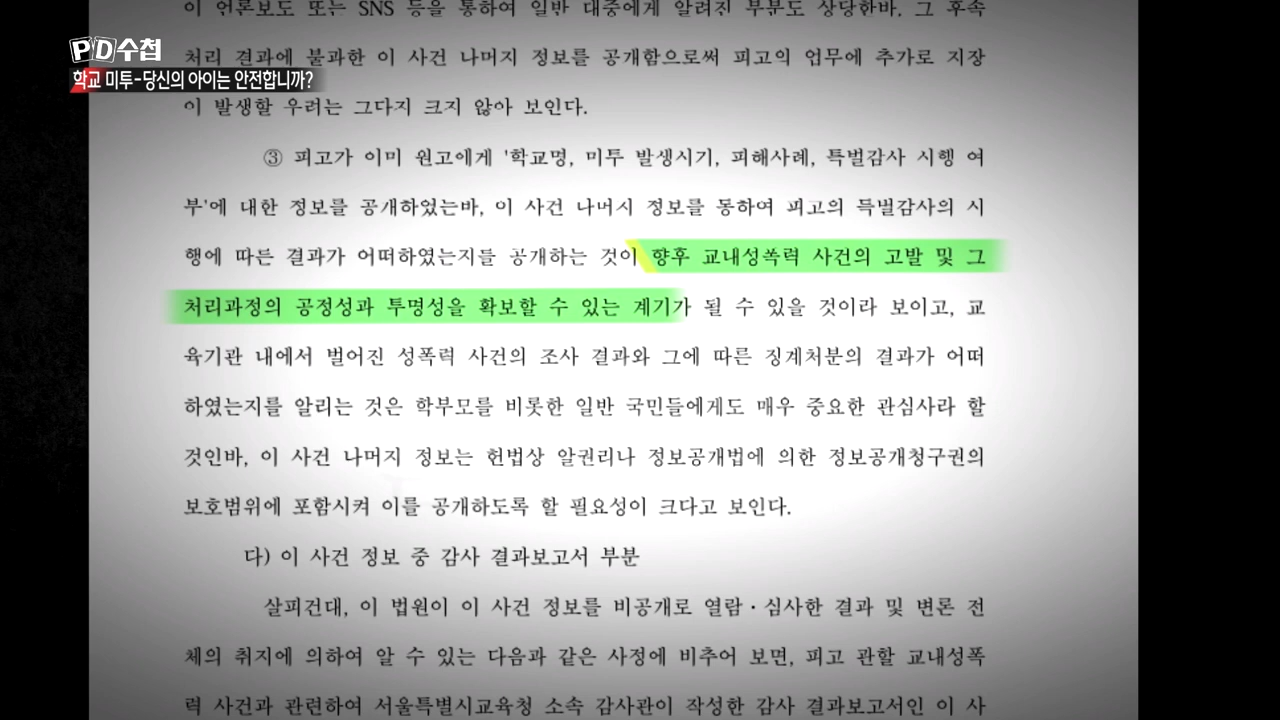 이 언론보도 또는 SNS 등을 통하여 일반 대중에게 알려진 부분도 상당한바, 그 후속
PD수첩
처리 결과에 불과한 이 사건 나머지 정보를 공개함으로써 피고의 업무에 추가로 지장
학교 미투-당신의 아이는 안전합니까?
이 발생할 우려는 그다지 크지 않아 보인다.
③ 피고가 이미 원고에게 '학교명, 미투 발생시기, 피해사례, 특별감사 시행 여
부'에 대한 정보를 공개하였는바, 이 사건 나머지 정보를 통하여 피고의 특별감사의 시
행에 따른 결과가 어떠하였는지를 공개하는 것이 향후 교내성폭력 사건의 고발 및 그
처리과정의 공정성과 투명성을 확보할 수 있는 계기가 될 수 있을 것이라 보이고, 교
육기관 내에서 벌어진 성폭력 사건의 조사 결과와 그에 따른 징계처분의 결과가 어떠
하였는지를 알리는 것은 학부모를 비롯한 일반 국민들에게도 매우 중요한 관심사라 할
것인바, 이 사건 나머지 정보는 헌법상 알권리나 정보공개법에 의한 정보공개청구권의
보호범위에 포함시켜 이를 공개하도록 할 필요성이 크다고 보인다.
다) 이 사건 정보 중 감사 결과보고서 부분
살피건대, 이 법원이 이 사건 정보를 비공개로 열람·심사한 결과 및 변론 전
체의 취지에 의하여 알 수 있는 다음과 같은 사정에 비추어 보면, 피고 관할 교내성폭
력 사건과 관련하여 서울특별시교육청 소속 감사관이 작성한 감사 결과보고서인 이 사